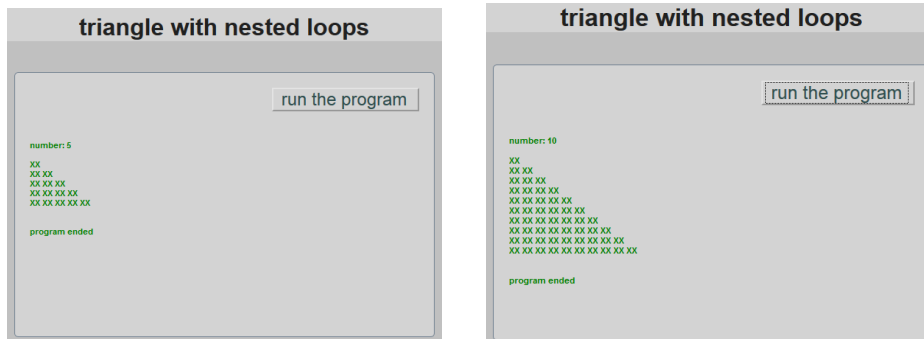 triangle with nested loops
run the program
number: 5
XX
XX XX
XX XX XX
XX XX XX XX
XX XX XX XX XX
program ended
triangle with nested loops
run the program
number: 10
XX
XX XX
XX XX XX
XX XX XX XX
XX XX XX XX XX
XX XX XX XX XX XX
XX XX XX XX XX XX XX
XX XX XX XX XX XX XX XX
XX XX XX XX XX XX XX XX XX
XX XX XX XX XX XX XX XX XX XX
program ended